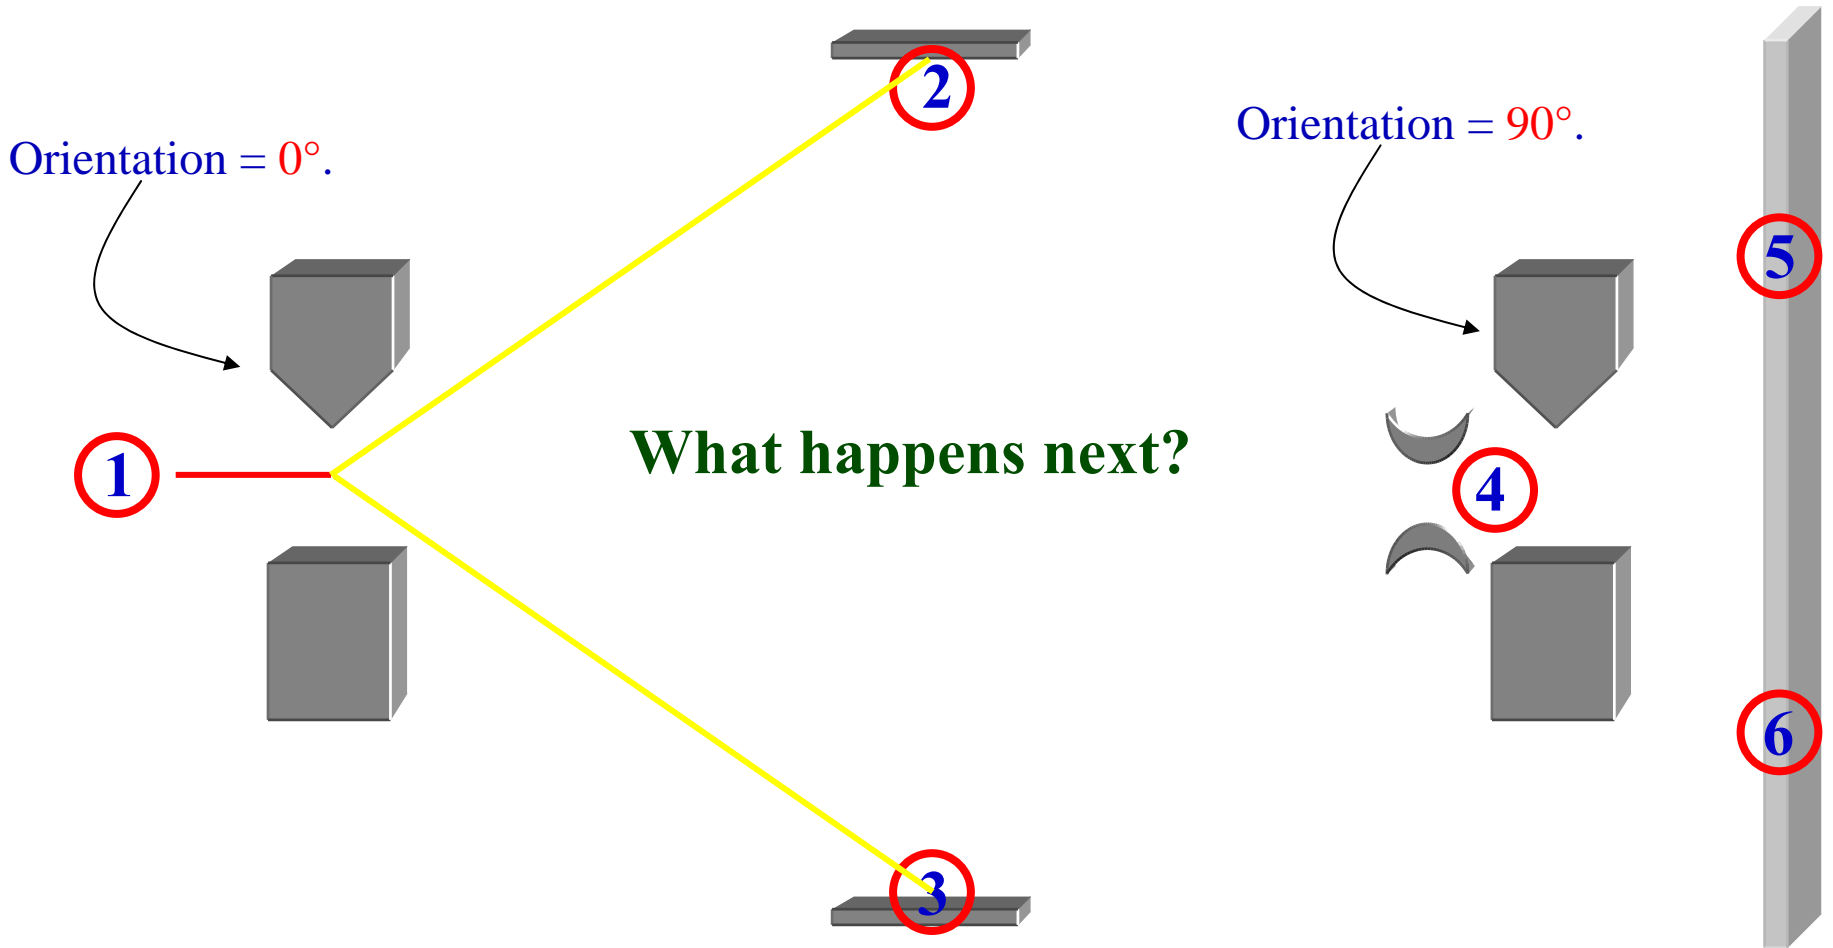 2
Orientation = 90°.
Orientation = 0°.
5
What happens next?
1
4
6
3